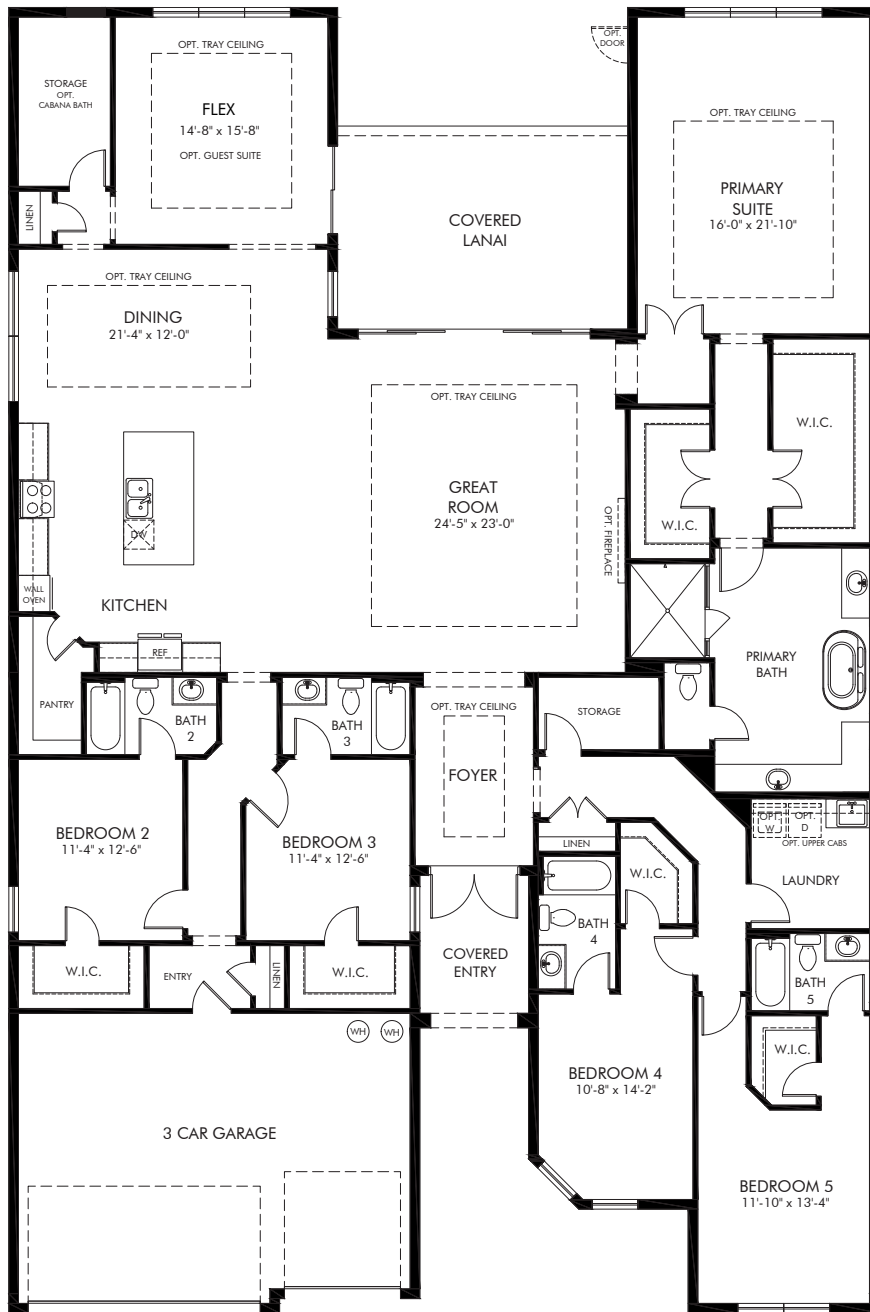 STORAGE
OPT.
CABANA BATH
OPT. TRAY CEILING
FLEX
14'-8" x 15'-8"
OPT. GUEST SUITE
LINEN
OPT.
DOOR
COVERED
LANAI
OPT. TRAY CEILING
PRIMARY
SUITE
16'-0" x 21'-10"
OPT. TRAY CEILING
DINING
21'-4" x 12'-0"
OPT. TRAY CEILING
GREAT
ROOM
24'-5" x 23'-0"
OPT. FIREPLACE
W.I.C.
W.I.C.
DW
WALL
OVEN
KITCHEN
REF
PANTRY
BATH
2
BATH
3
OPT. TRAY CEILING
FOYER
STORAGE
PRIMARY
BATH
BEDROOM 2
11'-4" x 12'-6"
BEDROOM 3
11'-4" x 12'-6"
LINEN
W.I.C.
OPT.
W
OPT.
D
OPT. UPPER CABS
LAUNDRY
BATH
4
COVERED
ENTRY
W.I.C.
ENTRY
LINEN
W.I.C.
BATH
5
W.I.C.
WH
WH
BEDROOM 4
10'-8" x 14'-2"
3 CAR GARAGE
BEDROOM 5
11'-10" x 13'-4"